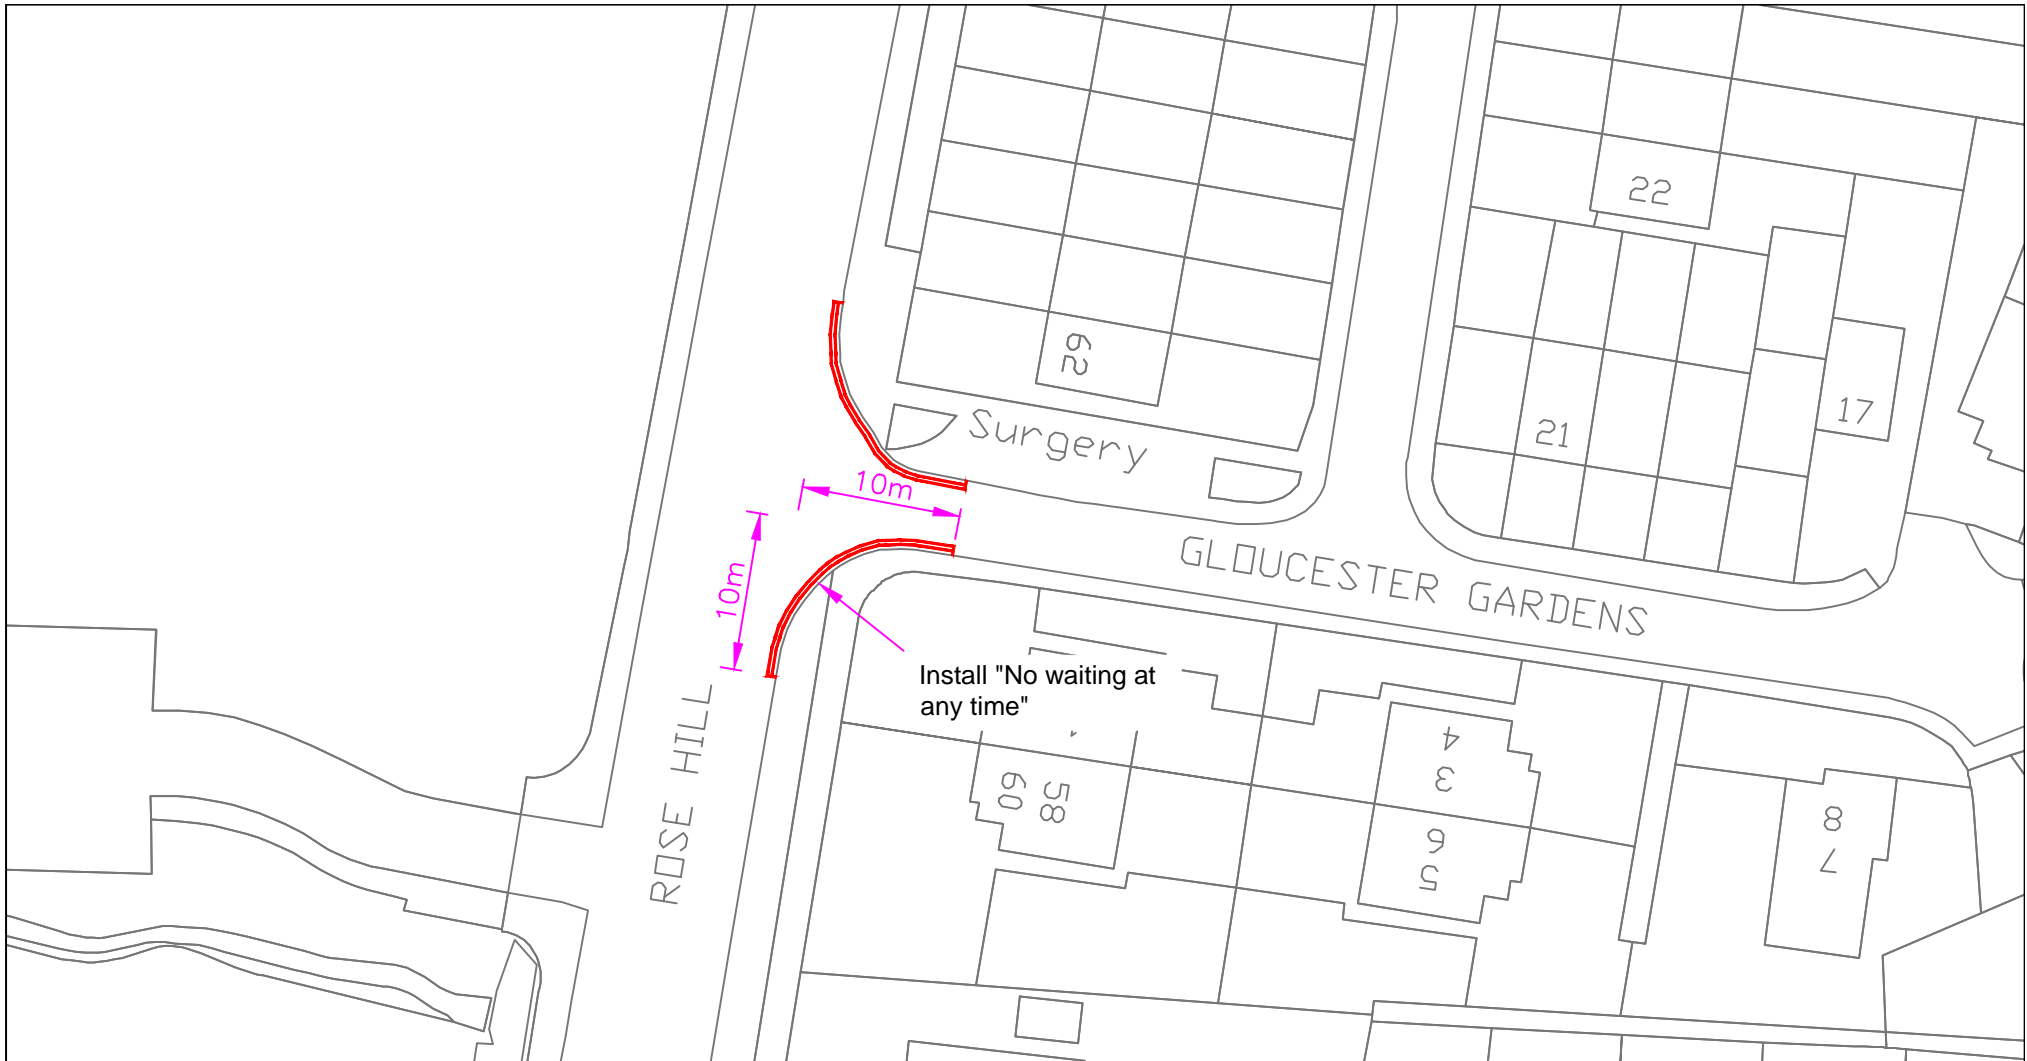 22
62
17
Surgery
21
10m
GLOUCESTER GARDENS
10m
Install "No waiting at
any time"
ROSE HILL
4
3
58
60
8
7
6
5